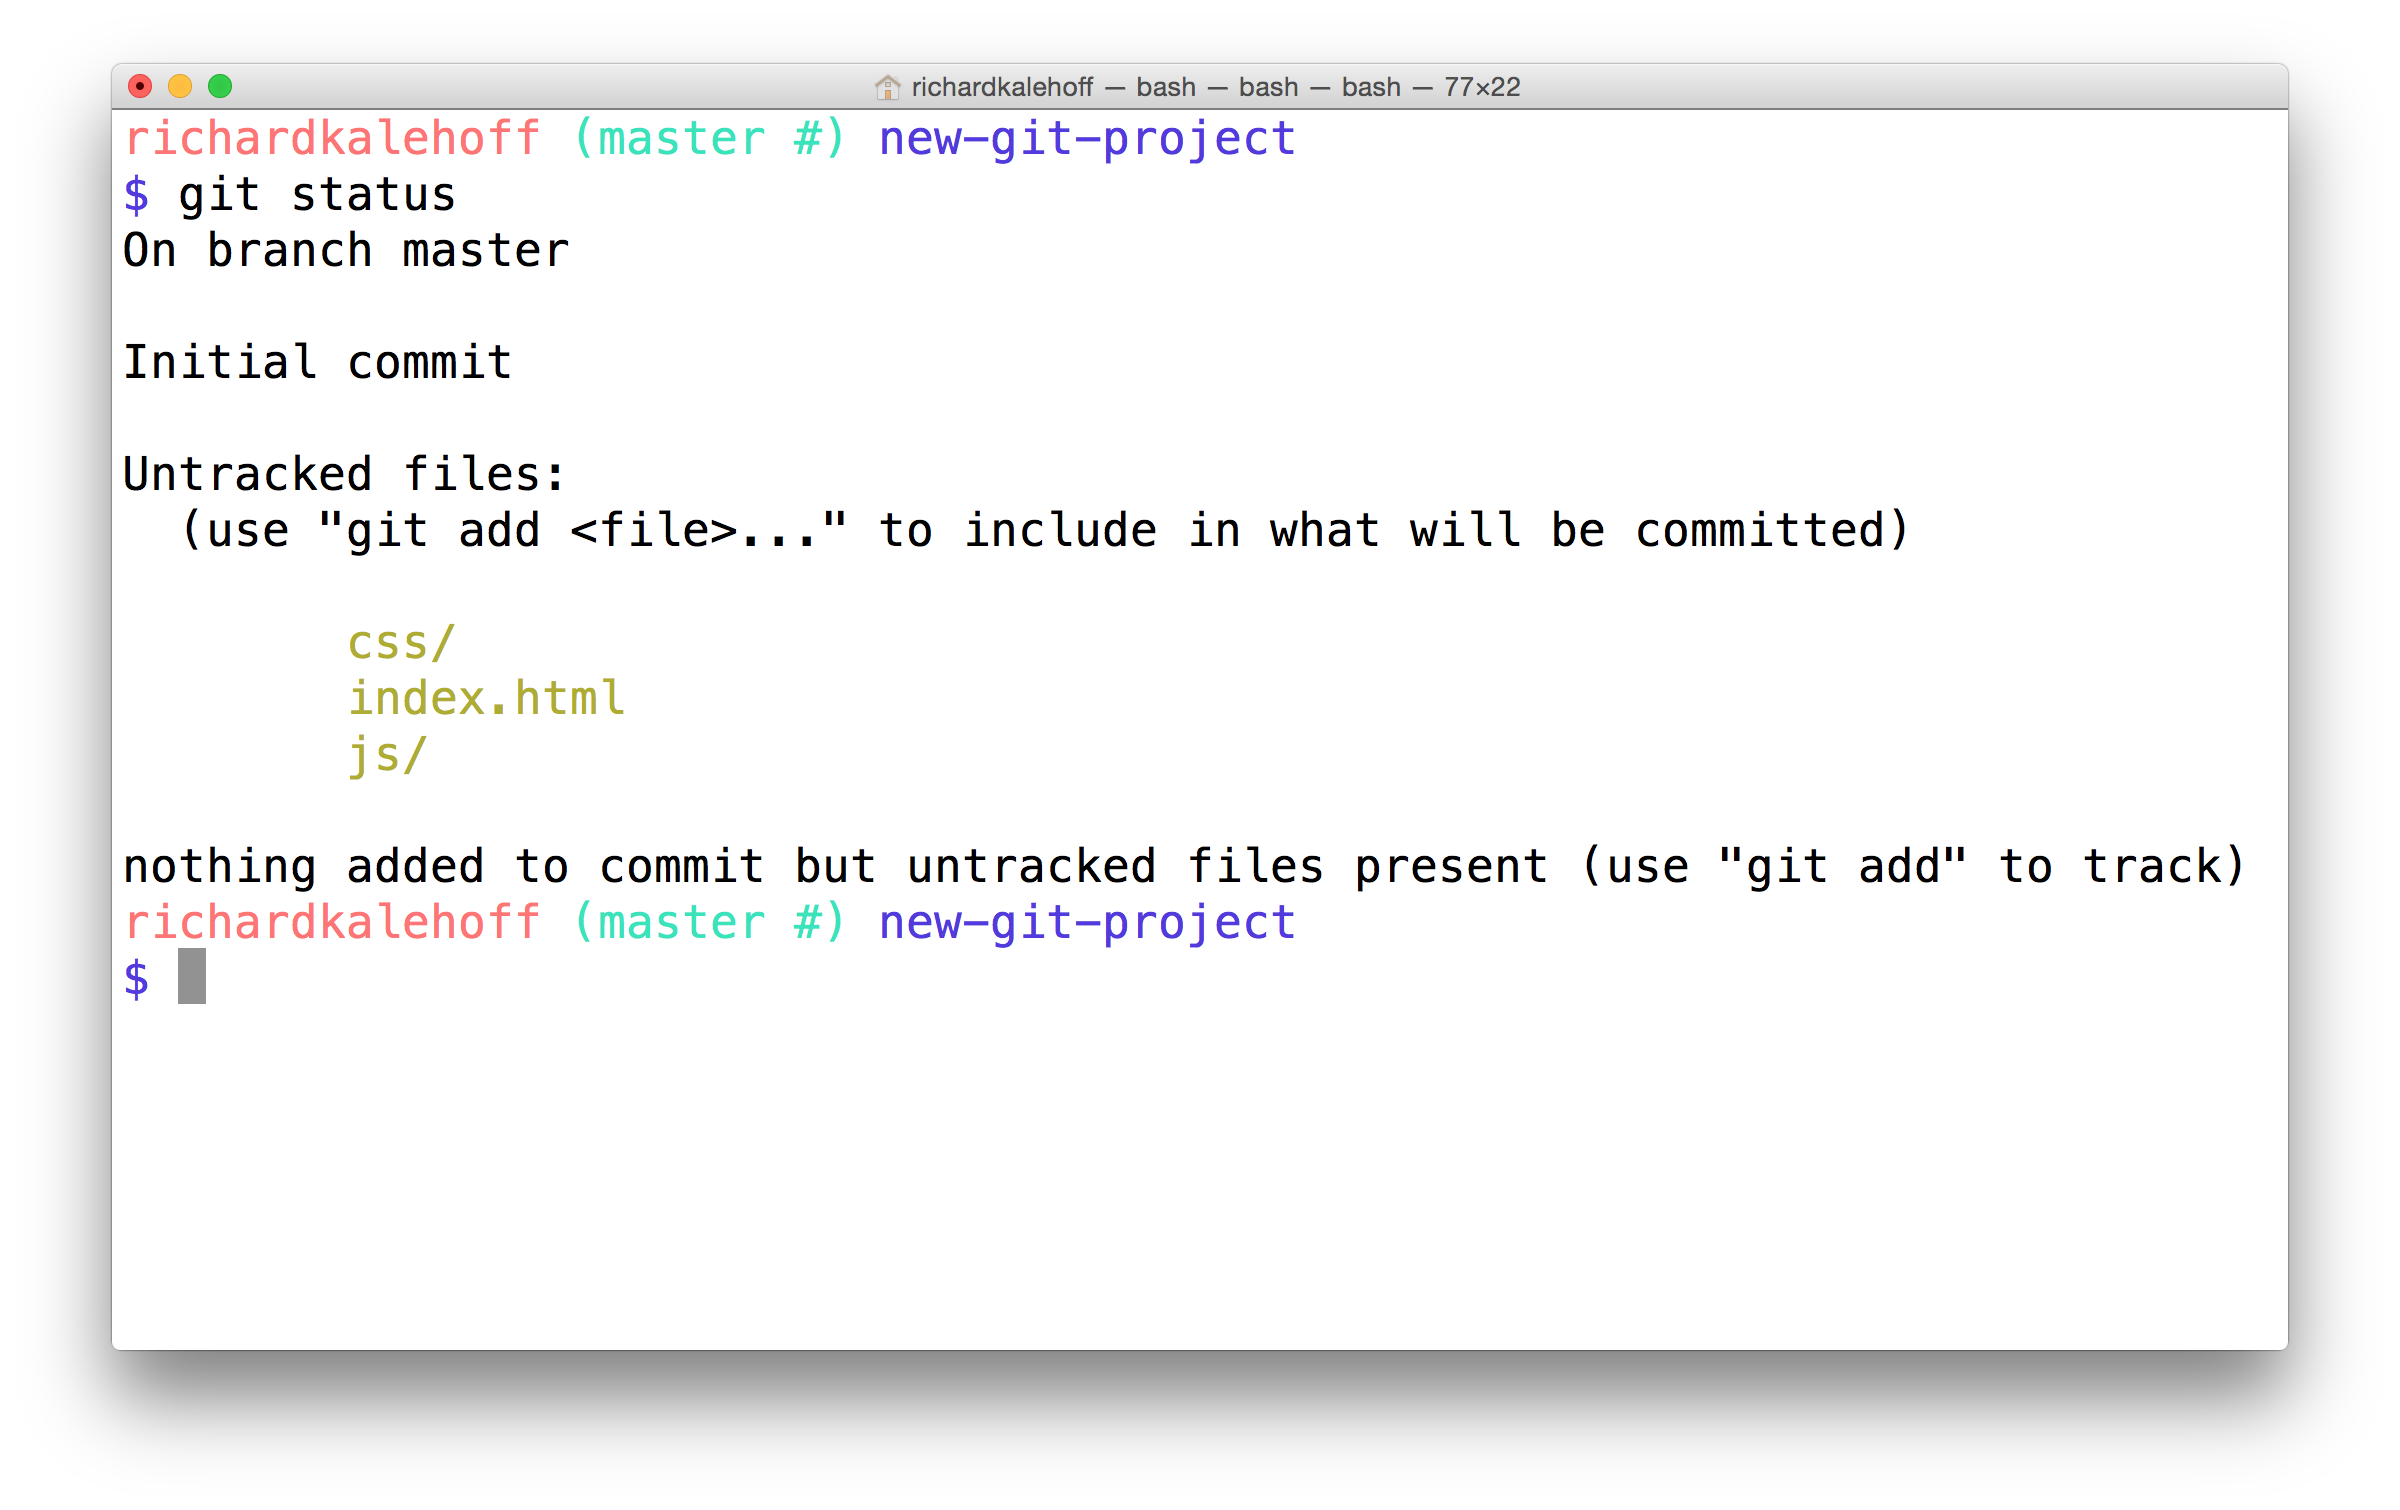 richardkalehoff — bash — bash — bash — 77×22
richardkalehoff (master #) new-git-project
$ git status
On branch master

Initial commit

Untracked files:
  (use "git add <file>..." to include in what will be committed)

        css/
        index.html
        js/

nothing added to commit but untracked files present (use "git add" to track)
richardkalehoff (master #) new-git-project
$